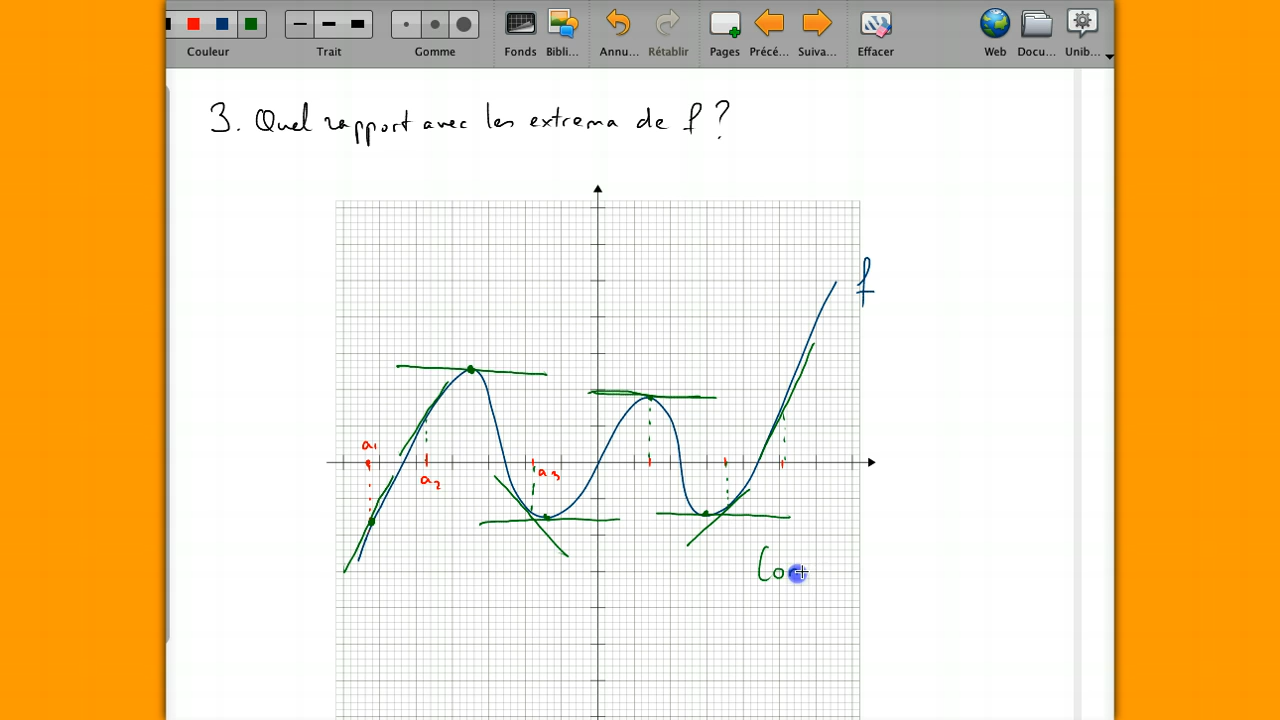 Couleur
Trait
Gomme
Fonds
Bibli...
Annu...
Rétablir
Pages
Précé...
Suiva...
Effacer
Web
Docu...
Unib...
3. Quel rapport avec les extrema de f ?
f
a1
a2
a3
Co